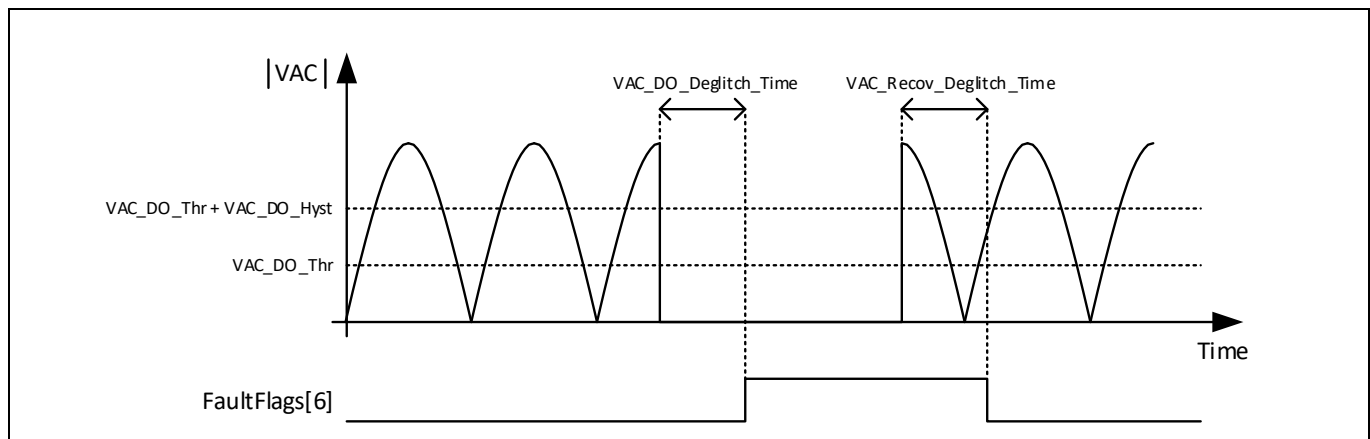 |VAC|
VAC_DO_Deglitch_Time
VAC_Recov_Deglitch_Time
VAC_DO_Thr + VAC_DO_Hyst
VAC_DO_Thr
Time
FaultFlags[6]